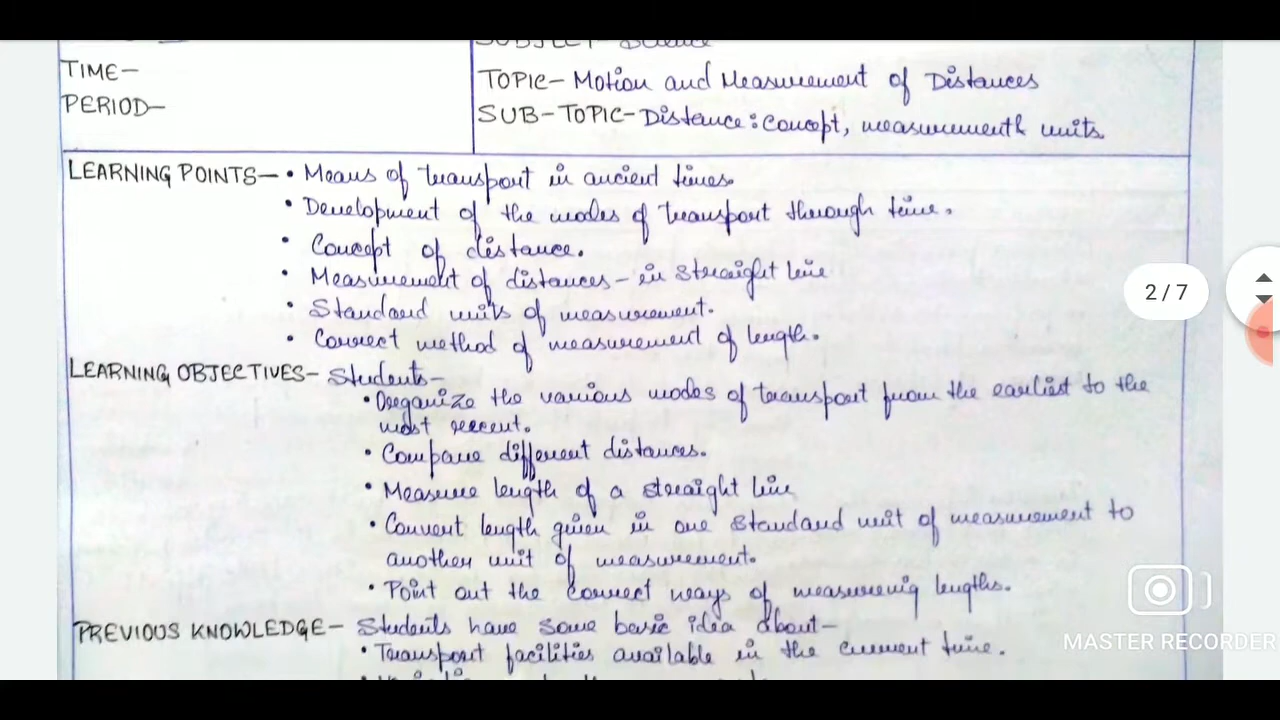 SUBJECT- Science
TIME-
TOPIC- Motion and Measurement of Distances
PERIOD-
SUB-TOPIC- Distance: Concept, measurement & units
LEARNING POINTS- • Means of transport in ancient times.
• Development of the modes of transport through time.
• Concept of distance.
• Measurement of distances- in straight line
• Standard units of measurement.
• Correct method of measurement of length.
LEARNING OBJECTIVES- Students-
• Organize the various modes of transport from the earliest to the
most recent.
• Compare different distances.
• Measure length of a straight line
• Convert length given in one standard unit of measurement to
another unit of measurement.
• Point out the correct ways of measuring lengths.
PREVIOUS KNOWLEDGE- Students have some basic idea about-
• Transport facilities available in the current time.
2 / 7
MASTER RECORDER